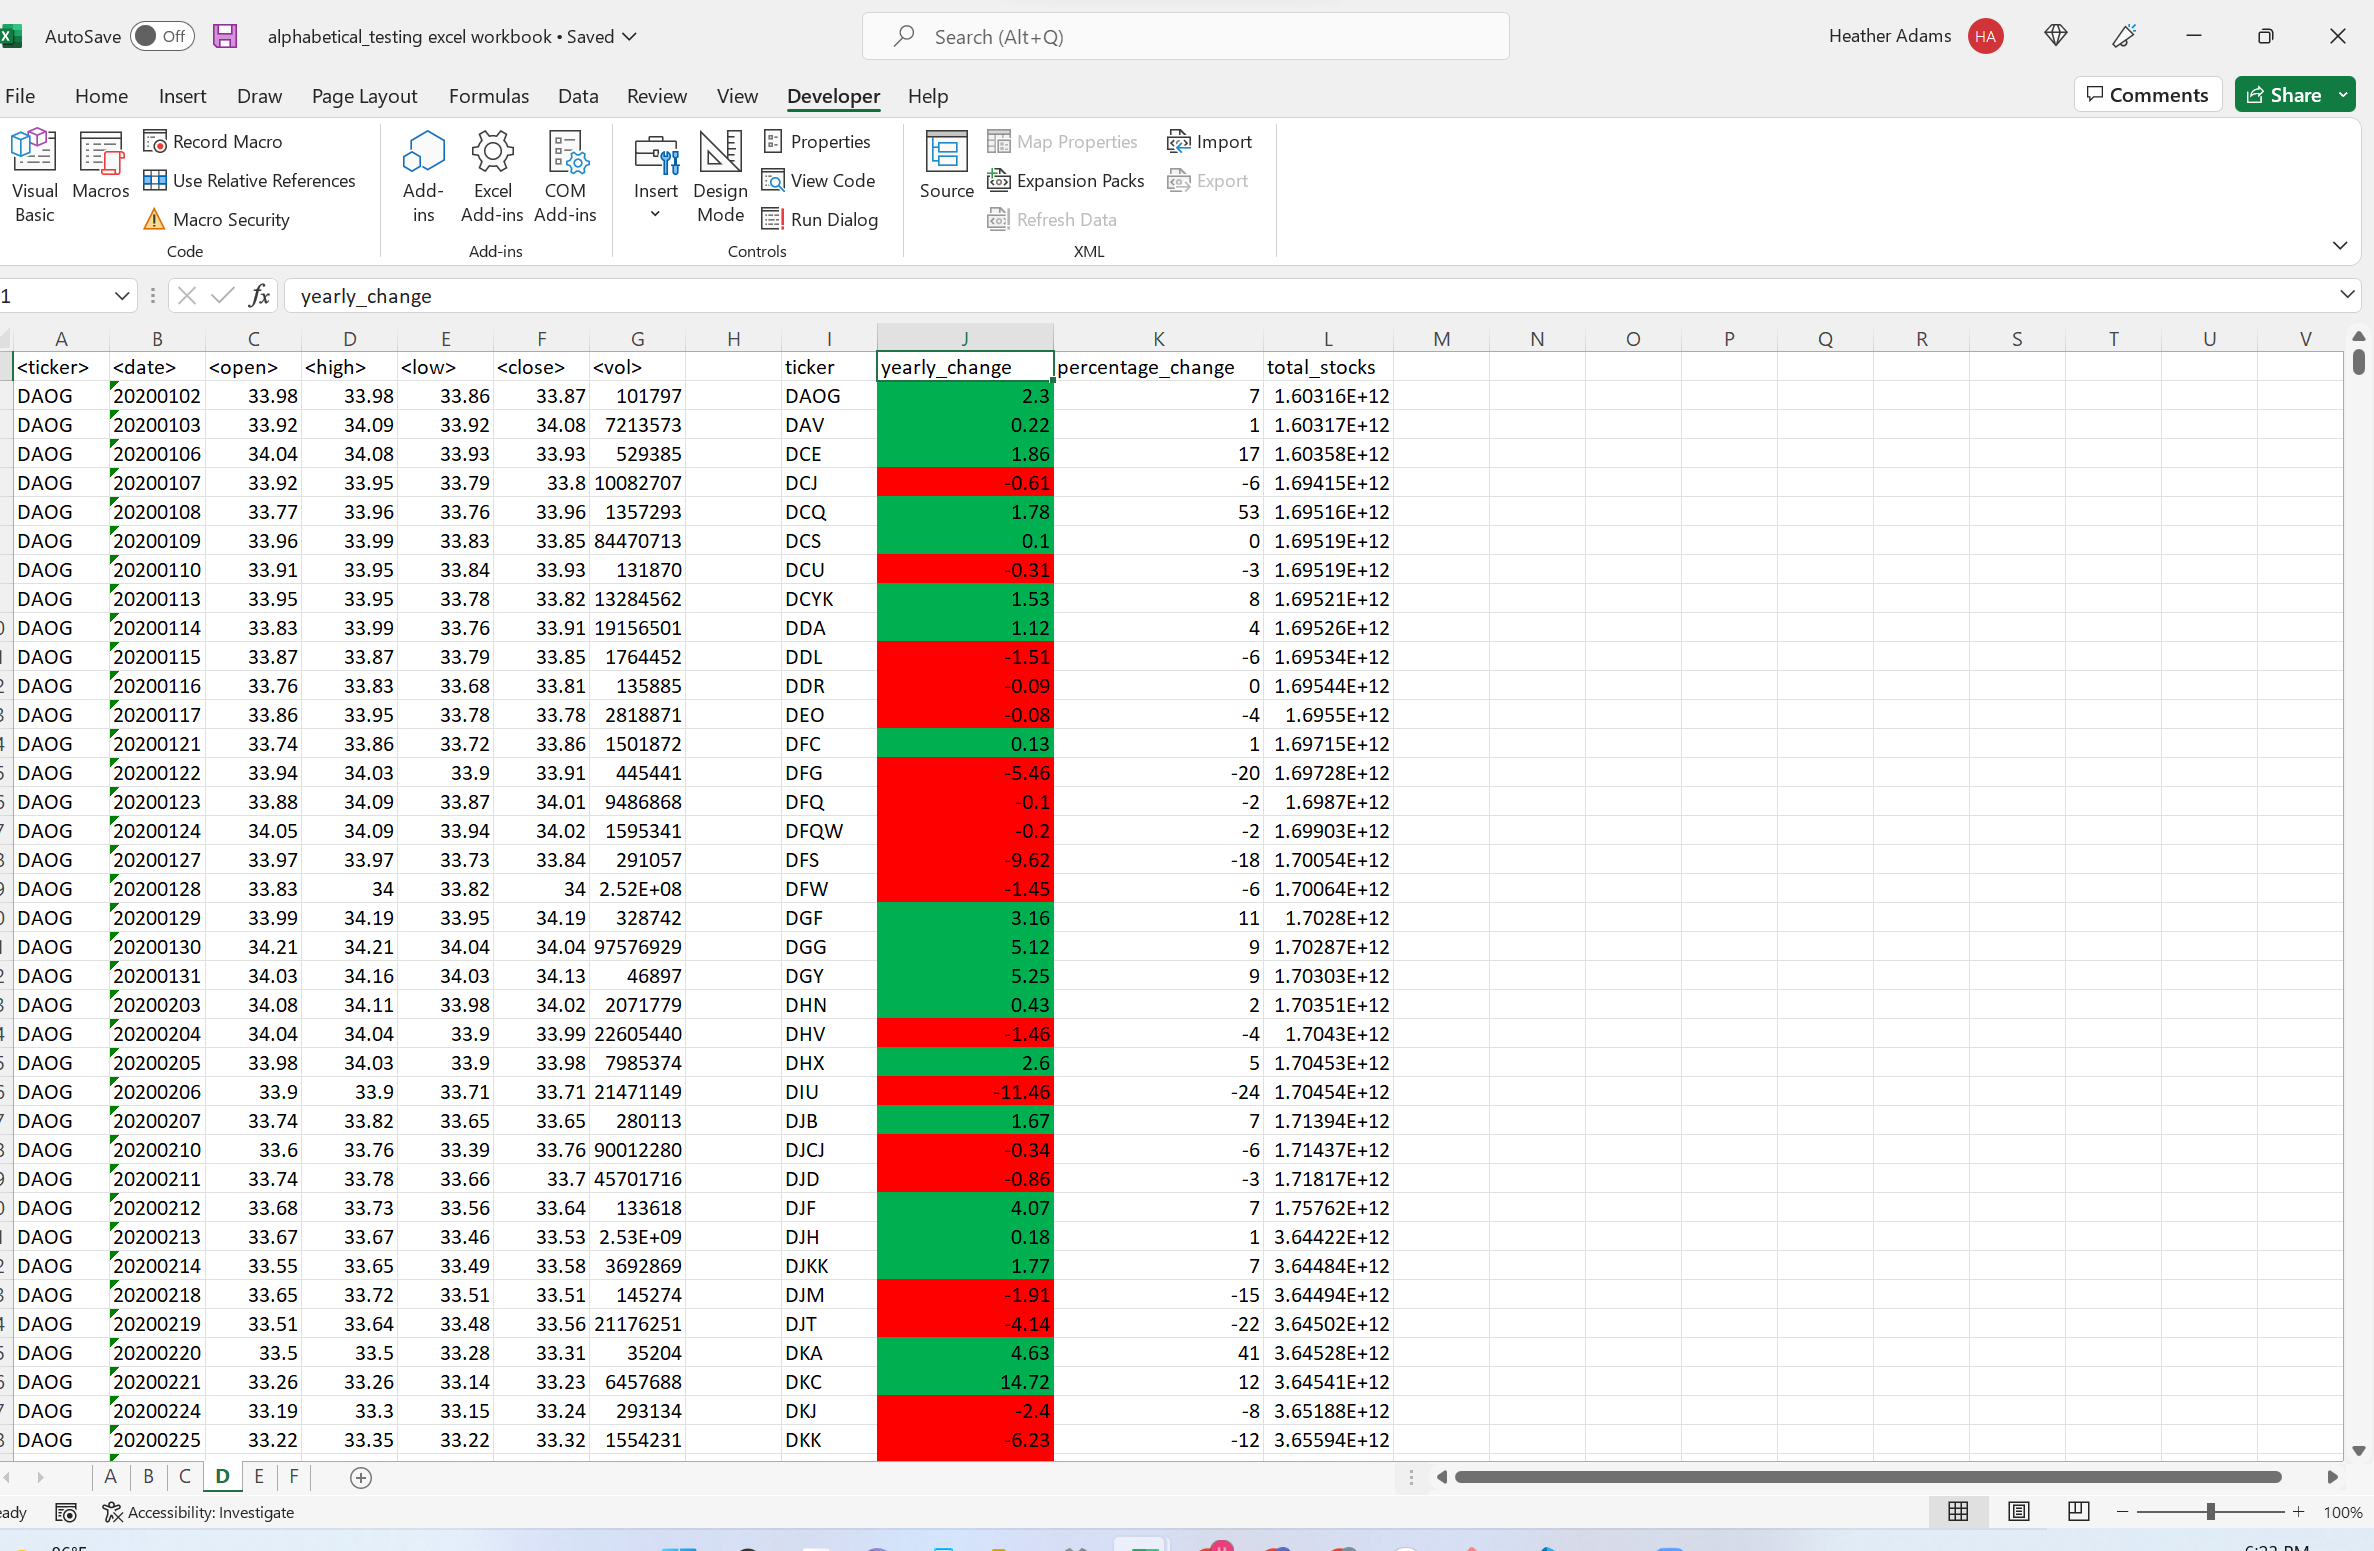 AutoSave Off alphabetical_testing excel workbook • Saved Search (Alt+Q) Heather Adams HA
File Home Insert Draw Page Layout Formulas Data Review View Developer Help Comments Share
Visual Basic Macros Record Macro Use Relative References Macro Security Code
Add-ins Excel Add-ins COM Add-ins Add-ins
Insert Design Mode Properties View Code Run Dialog Controls
Source Map Properties Expansion Packs Refresh Data Import Export XML
1 fx yearly_change
A B C D E F G H I J K L M N O P Q R S T U V
<ticker> <date> <open> <high> <low> <close> <vol> ticker yearly_change percentage_change total_stocks
DAOG 20200102 33.98 33.98 33.86 33.87 101797 DAOG 2.3 7 1.60316E+12
DAOG 20200103 33.92 34.09 33.92 34.08 7213573 DAV 0.22 1 1.60317E+12
DAOG 20200106 34.04 34.08 33.93 33.93 529385 DCE 1.86 17 1.60358E+12
DAOG 20200107 33.92 33.95 33.79 33.8 10082707 DCJ -0.61 -6 1.69415E+12
DAOG 20200108 33.77 33.96 33.76 33.96 1357293 DCQ 1.78 53 1.69516E+12
DAOG 20200109 33.96 33.99 33.83 33.85 84470713 DCS 0.1 0 1.69519E+12
DAOG 20200110 33.91 33.95 33.84 33.93 131870 DCU -0.31 -3 1.69519E+12
DAOG 20200113 33.95 33.95 33.78 33.82 13284562 DCYK 1.53 8 1.69521E+12
DAOG 20200114 33.83 33.99 33.76 33.91 19156501 DDA 1.12 4 1.69526E+12
DAOG 20200115 33.87 33.87 33.79 33.85 1764452 DDL -1.51 -6 1.69534E+12
DAOG 20200116 33.76 33.83 33.68 33.81 135885 DDR -0.09 0 1.69544E+12
DAOG 20200117 33.86 33.95 33.78 33.78 2818871 DEO -0.08 -4 1.6955E+12
DAOG 20200121 33.74 33.86 33.72 33.86 1501872 DFC 0.13 1 1.69715E+12
DAOG 20200122 33.94 34.03 33.9 33.91 445441 DFG -5.46 -20 1.69728E+12
DAOG 20200123 33.88 34.09 33.87 34.01 9486868 DFQ -0.1 -2 1.6987E+12
DAOG 20200124 34.05 34.09 33.94 34.02 1595341 DFQW -0.2 -2 1.69903E+12
DAOG 20200127 33.97 33.97 33.73 33.84 291057 DFS -9.62 -18 1.70054E+12
DAOG 20200128 33.83 34 33.82 34 2.52E+08 DFW -1.45 -6 1.70064E+12
DAOG 20200129 33.99 34.19 33.95 34.19 328742 DGF 3.16 11 1.7028E+12
DAOG 20200130 34.21 34.21 34.04 34.04 97576929 DGG 5.12 9 1.70287E+12
DAOG 20200131 34.03 34.16 34.03 34.13 46897 DGY 5.25 9 1.70303E+12
DAOG 20200203 34.08 34.11 33.98 34.02 2071779 DHN 0.43 2 1.70351E+12
DAOG 20200204 34.04 34.04 33.9 33.99 22605440 DHV -1.46 -4 1.7043E+12
DAOG 20200205 33.98 34.03 33.9 33.98 7985374 DHX 2.6 5 1.70453E+12
DAOG 20200206 33.9 33.9 33.71 33.71 21471149 DIU -11.46 -24 1.70454E+12
DAOG 20200207 33.74 33.82 33.65 33.65 280113 DJB 1.67 7 1.71394E+12
DAOG 20200210 33.6 33.76 33.39 33.76 90012280 DJCJ -0.34 -6 1.71437E+12
DAOG 20200211 33.74 33.78 33.66 33.7 45701716 DJD -0.86 -3 1.71817E+12
DAOG 20200212 33.68 33.73 33.56 33.64 133618 DJF 4.07 7 1.75762E+12
DAOG 20200213 33.67 33.67 33.46 33.53 2.53E+09 DJH 0.18 1 3.64422E+12
DAOG 20200214 33.55 33.65 33.49 33.58 3692869 DJKK 1.77 7 3.64484E+12
DAOG 20200218 33.65 33.72 33.51 33.51 145274 DJM -1.91 -15 3.64494E+12
DAOG 20200219 33.51 33.64 33.48 33.56 21176251 DJT -4.14 -22 3.64502E+12
DAOG 20200220 33.5 33.5 33.28 33.31 35204 DKA 4.63 41 3.64528E+12
DAOG 20200221 33.26 33.26 33.14 33.23 6457688 DKC 14.72 12 3.64541E+12
DAOG 20200224 33.19 33.3 33.15 33.24 293134 DKJ -2.4 -8 3.65188E+12
DAOG 20200225 33.22 33.35 33.22 33.32 1554231 DKK -6.23 -12 3.65594E+12
A B C D E F
Accessibility: Investigate 100%